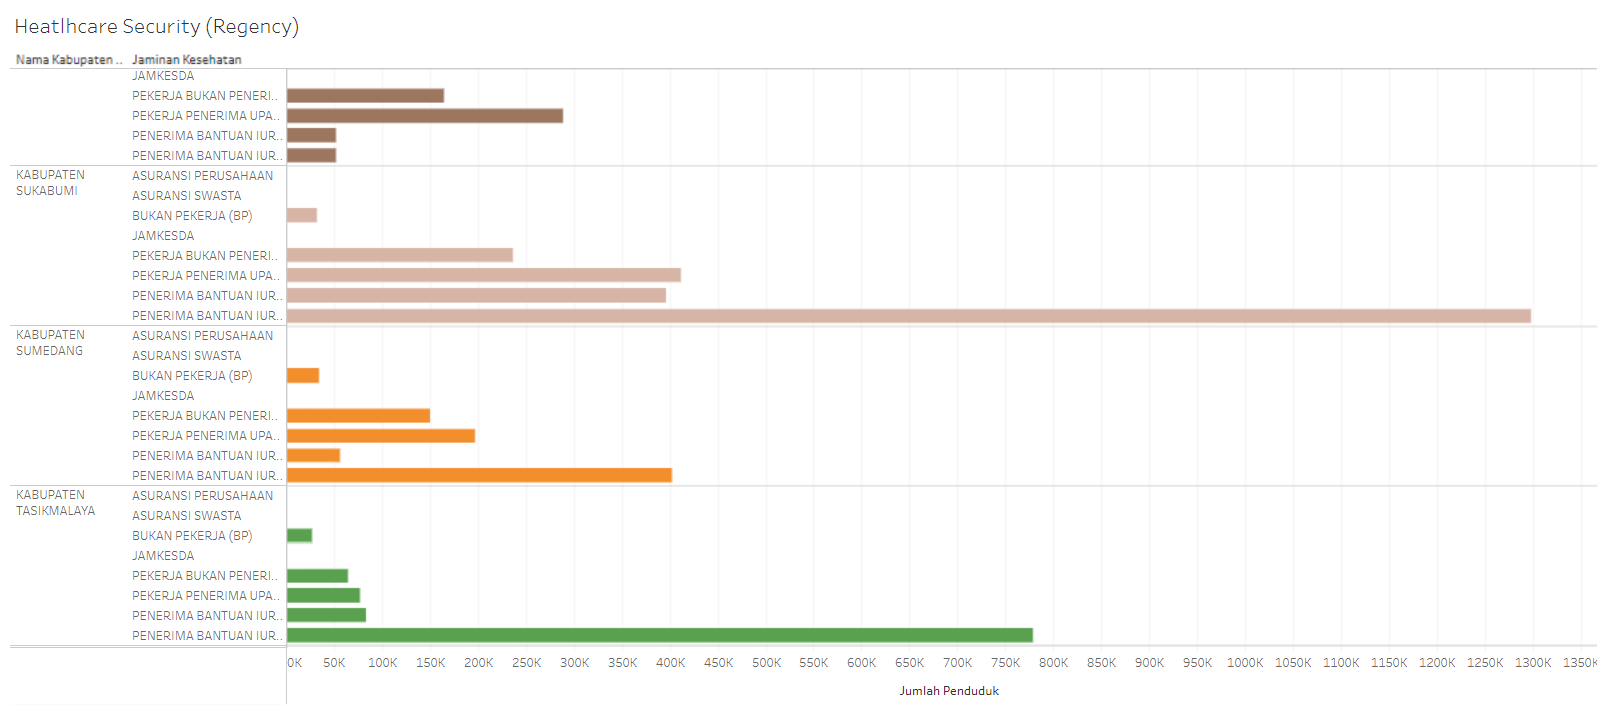 Heatlhcare Security (Regency)
Nama Kabupaten .. Jaminan Kesehatan
JAMKESDA
PEKERJA BUKAN PENERI..
PEKERJA PENERIMA UPA..
PENERIMA BANTUAN IUR..
PENERIMA BANTUAN IUR..
KABUPATEN
SUKABUMI
ASURANSI PERUSAHAAN
ASURANSI SWASTA
BUKAN PEKERJA (BP)
JAMKESDA
PEKERJA BUKAN PENERI..
PEKERJA PENERIMA UPA..
PENERIMA BANTUAN IUR..
PENERIMA BANTUAN IUR..
KABUPATEN
SUMEDANG
ASURANSI PERUSAHAAN
ASURANSI SWASTA
BUKAN PEKERJA (BP)
JAMKESDA
PEKERJA BUKAN PENERI..
PEKERJA PENERIMA UPA..
PENERIMA BANTUAN IUR..
PENERIMA BANTUAN IUR..
KABUPATEN
TASIKMALAYA
ASURANSI PERUSAHAAN
ASURANSI SWASTA
BUKAN PEKERJA (BP)
JAMKESDA
PEKERJA BUKAN PENERI..
PEKERJA PENERIMA UPA..
PENERIMA BANTUAN IUR..
PENERIMA BANTUAN IUR..
0K 50K 100K 150K 200K 250K 300K 350K 400K 450K 500K 550K 600K 650K 700K 750K 800K 850K 900K 950K 1000K 1050K 1100K 1150K 1200K 1250K 1300K 1350K
Jumlah Penduduk